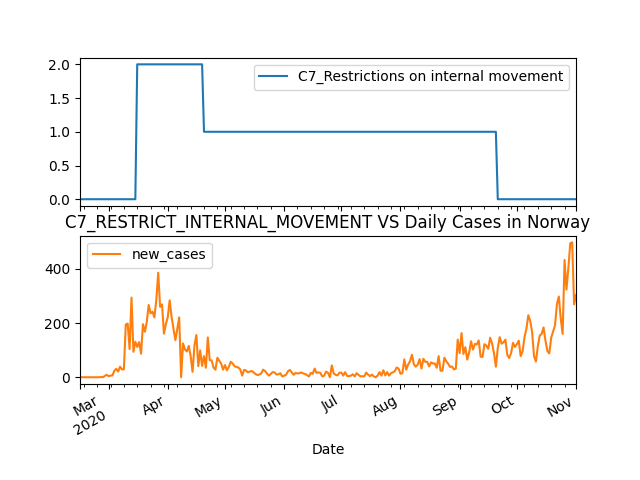 2.0
1.5
1.0
0.5
0.0
C7_Restrictions on internal movement
C7_RESTRICT_INTERNAL_MOVEMENT VS Daily Cases in Norway
new_cases
400
200
0
Mar
2020
Apr
May
Jun
Jul
Aug
Sep
Oct
Nov
Date